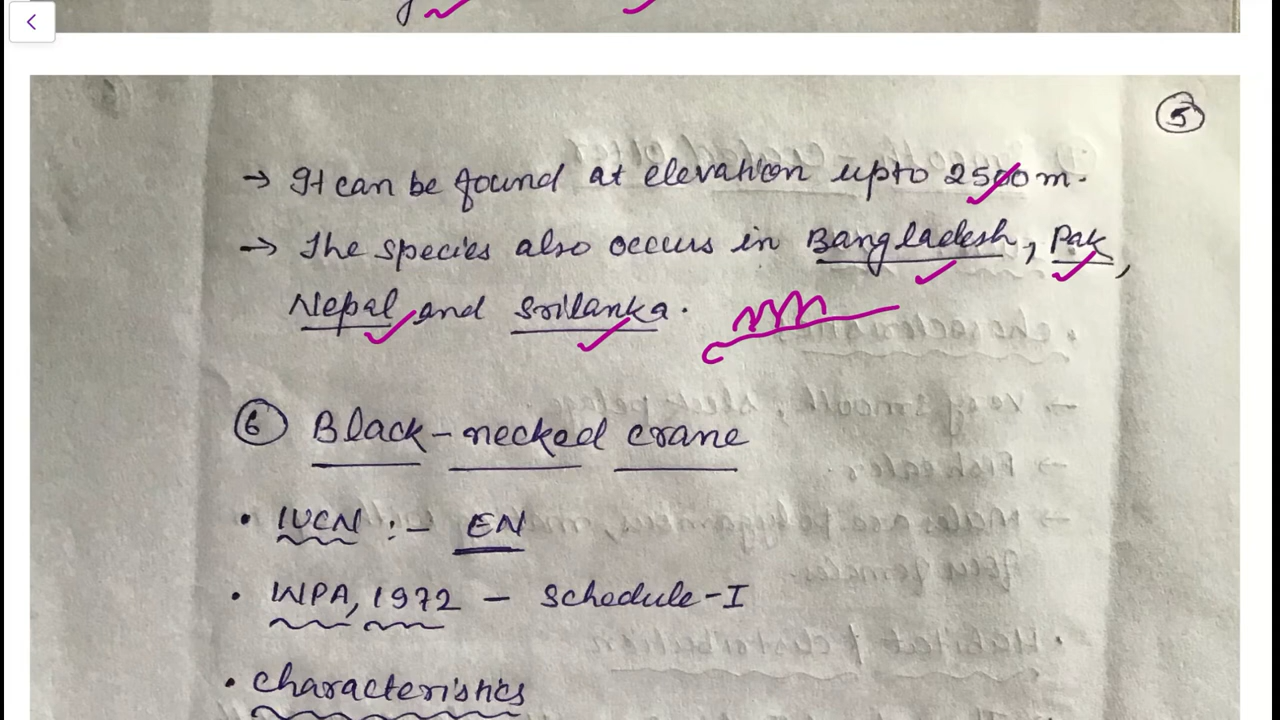 5
→ It can be found at elevation upto 2500m.
→ The species also occurs in Bangladesh, Pak,
Nepal and Srilanka.
6 Black-necked crane
• IUCN :- EN
• WPA, 1972 - Schedule-I
• characteristics